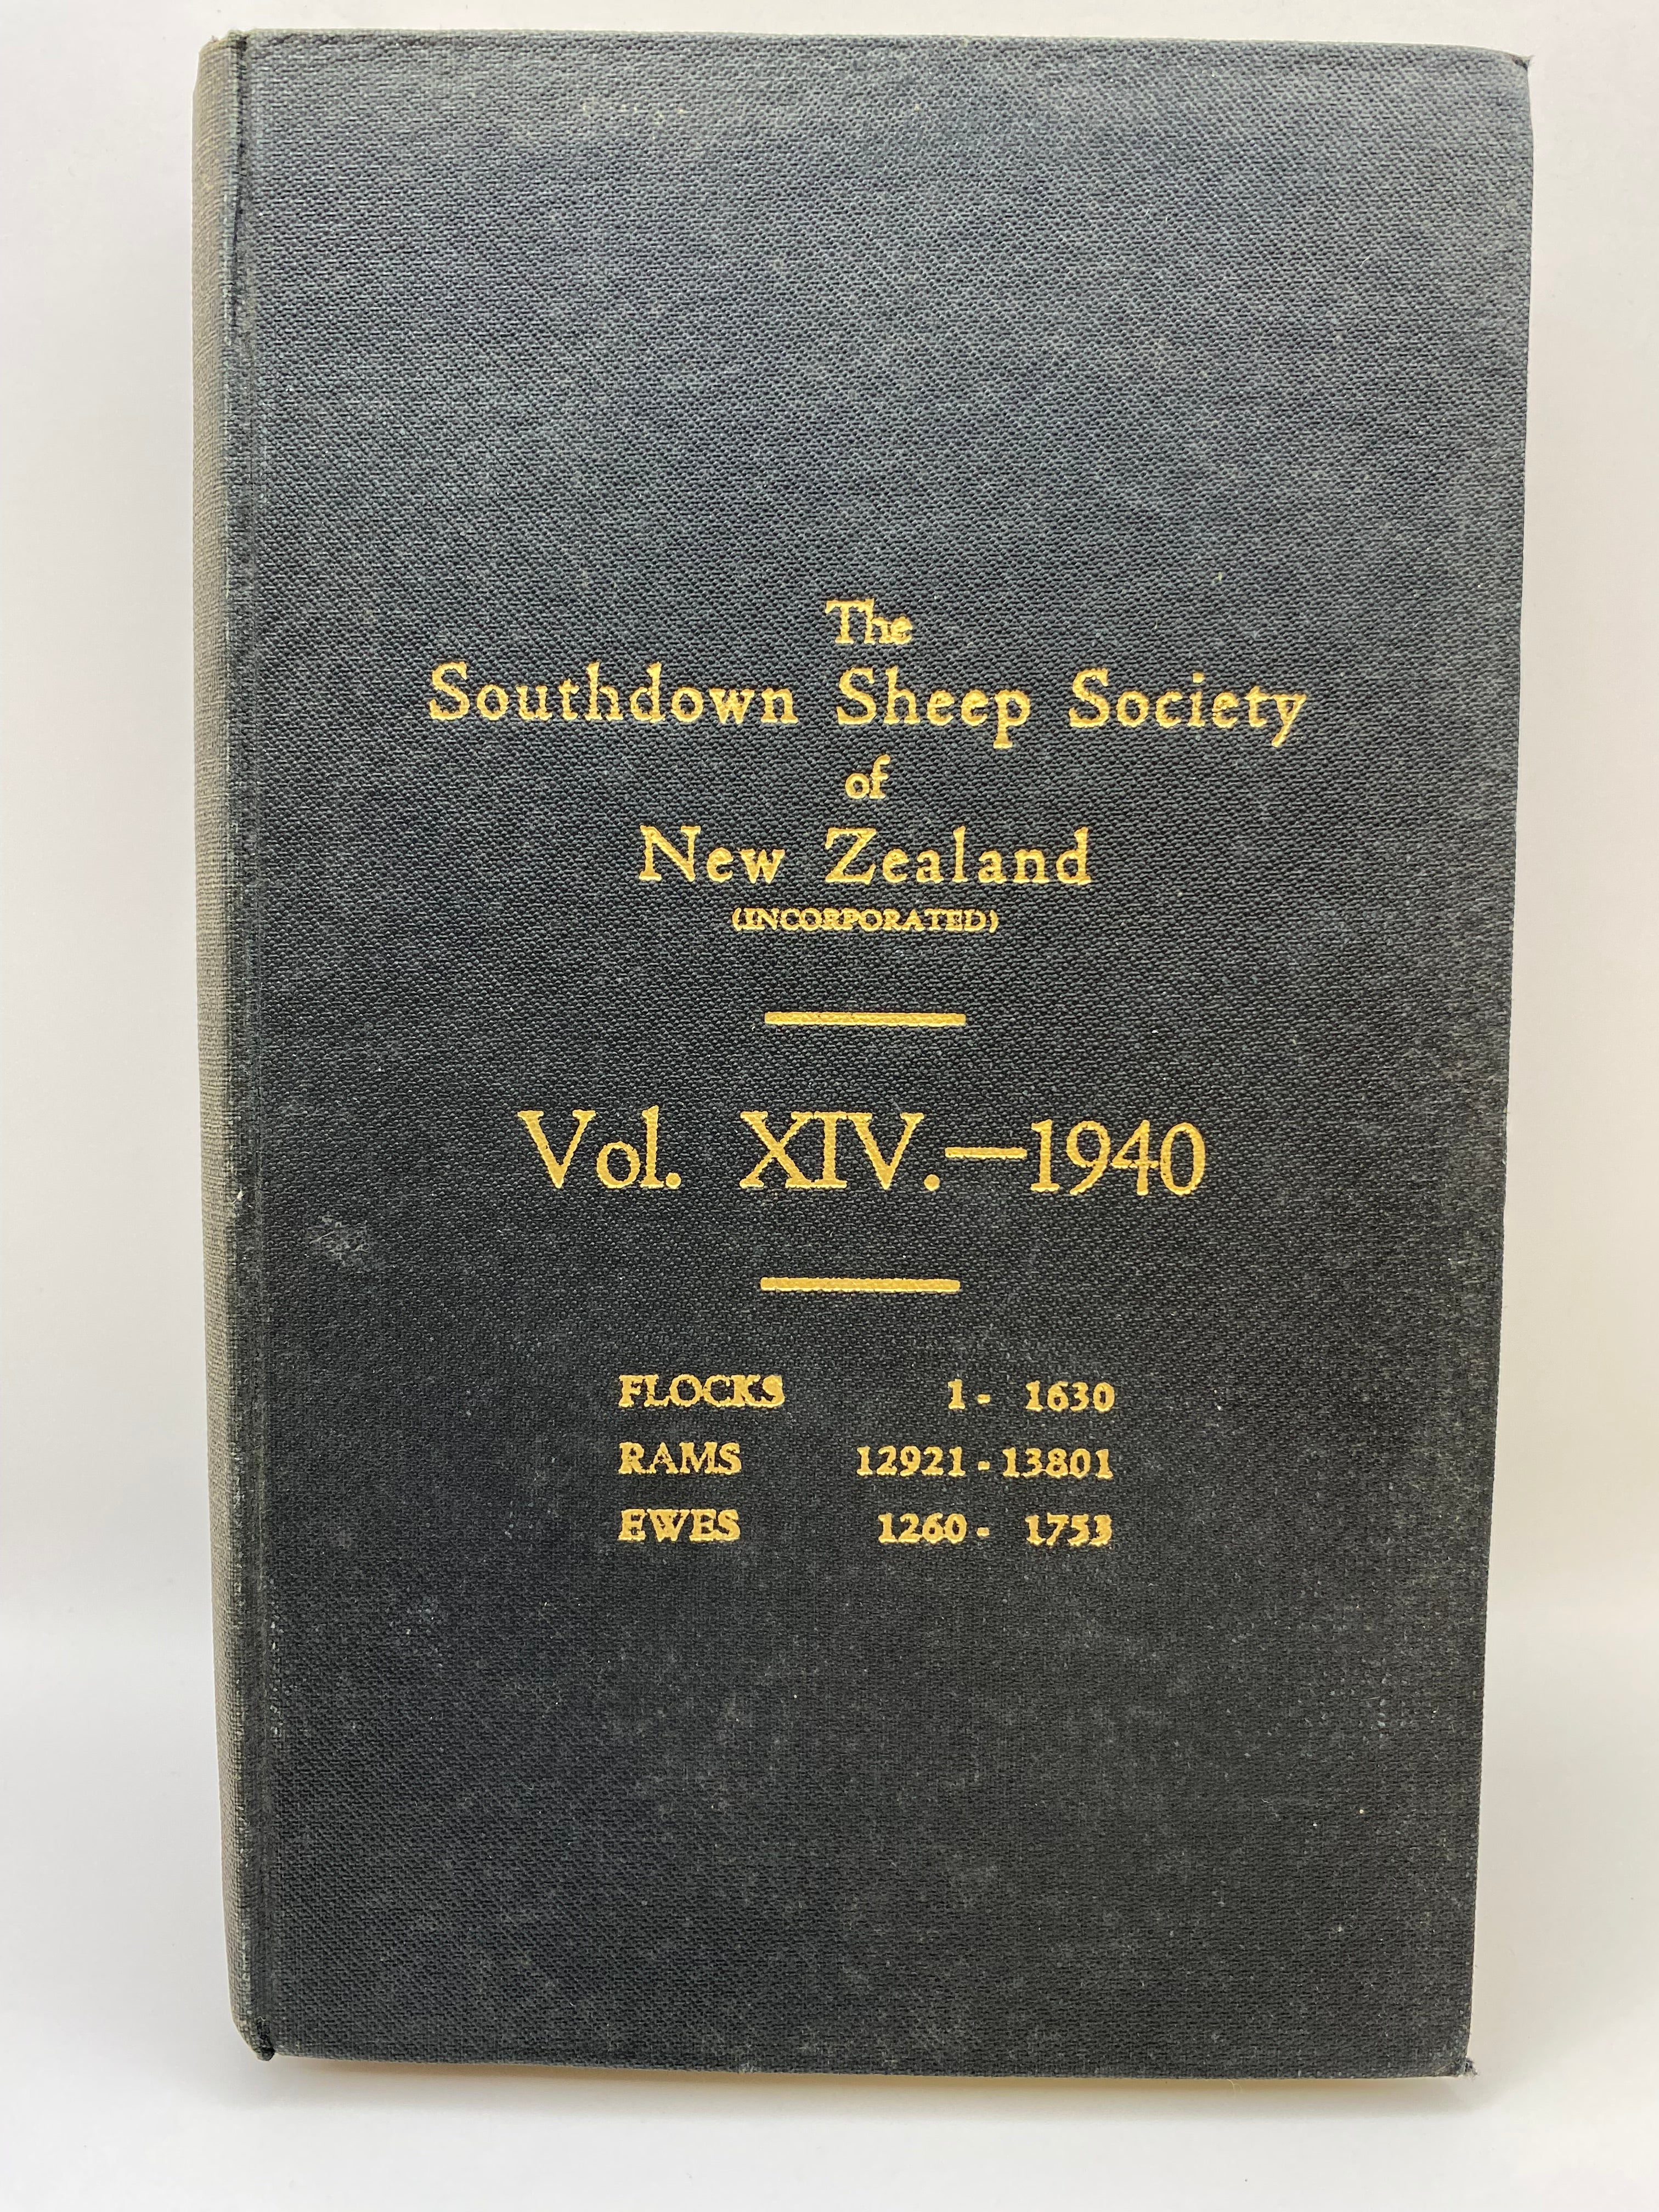 The
Southdown Sheep Society
of
New Zealand
(INCORPORATED)
Vol. XIV.—1940
FLOCKS 1 - 1630
RAMS 12921 - 13801
EWES 1260 - 1753